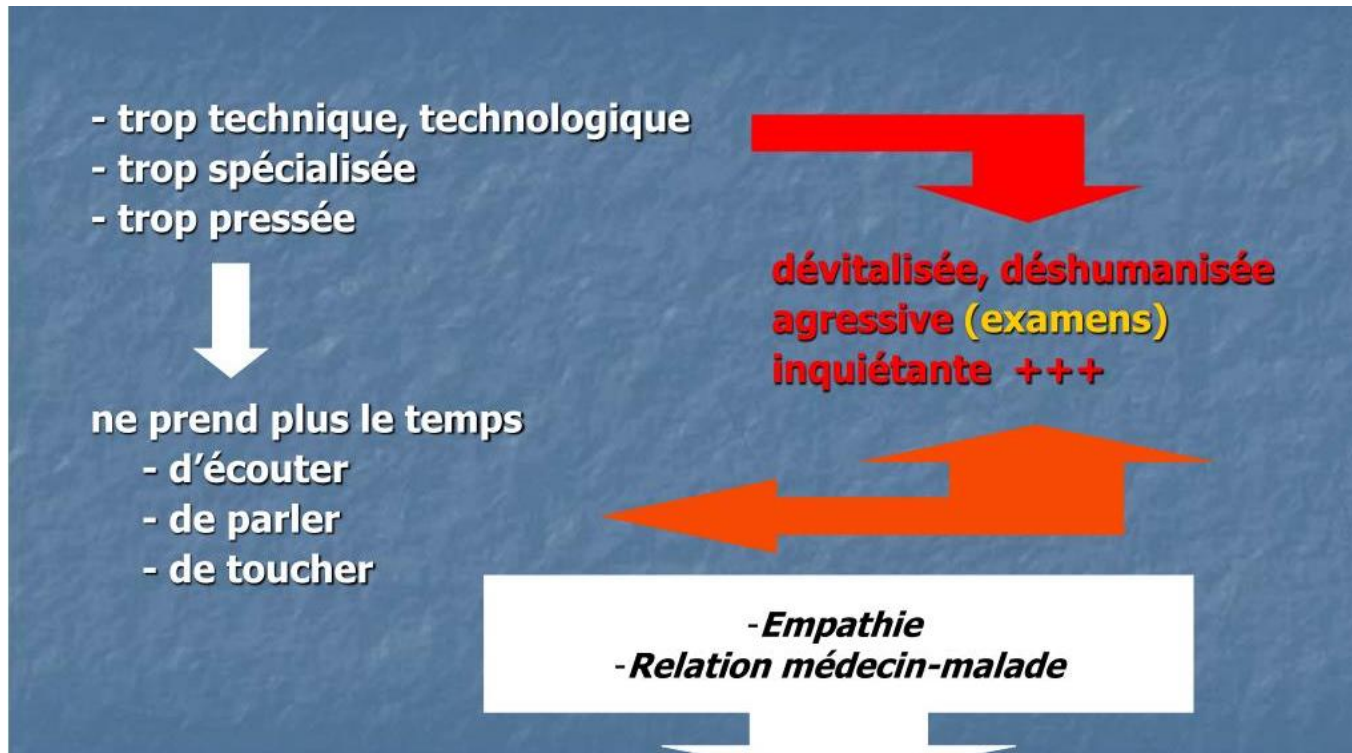 - trop technique, technologique
- trop spécialisée
- trop pressée
dévitalisée, déshumanisée
agressive (examens)
inquiétante +++
ne prend plus le temps
- d'écouter
- de parler
- de toucher
-Empathie
-Relation médecin-malade